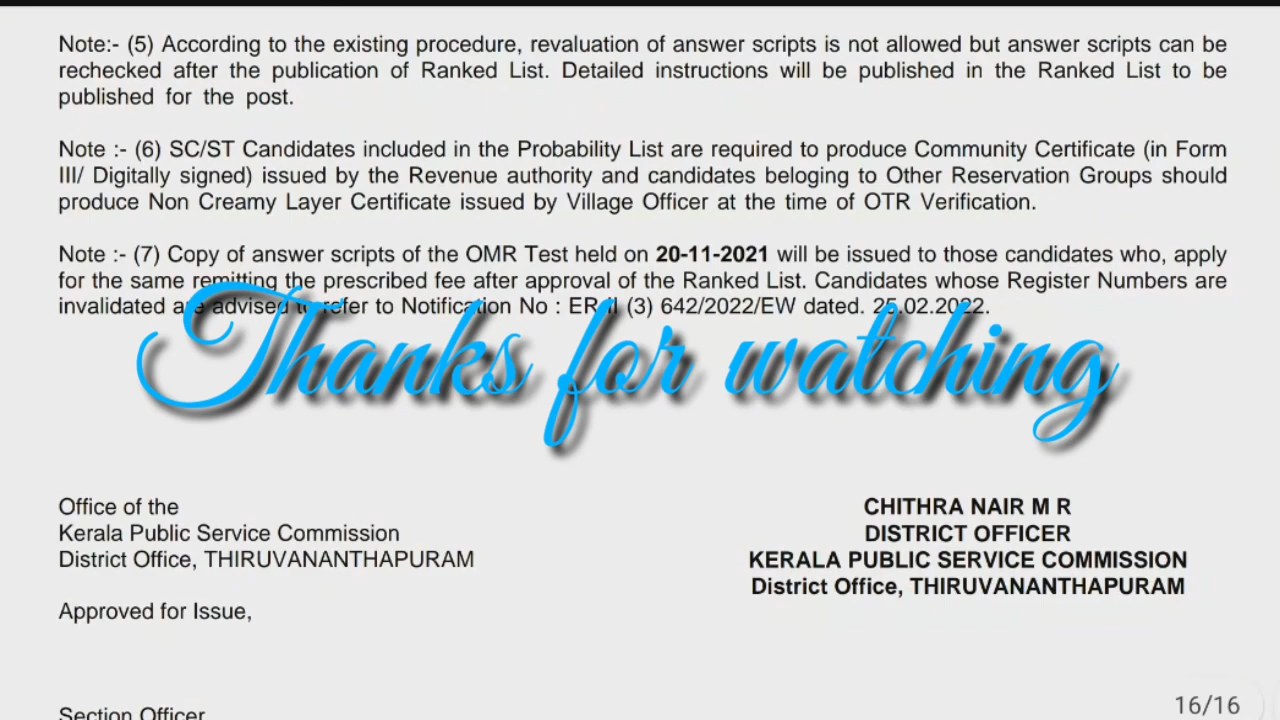 Note:- (5) According to the existing procedure, revaluation of answer scripts is not allowed but answer scripts can be
rechecked after the publication of Ranked List. Detailed instructions will be published in the Ranked List to be
published for the post.
Note :- (6) SC/ST Candidates included in the Probability List are required to produce Community Certificate (in Form
III/ Digitally signed) issued by the Revenue authority and candidates beloging to Other Reservation Groups should
produce Non Creamy Layer Certificate issued by Village Officer at the time of OTR Verification.
Note :- (7) Copy of answer scripts of the OMR Test held on 20-11-2021 will be issued to those candidates who, apply
for the same remitting the prescribed fee after approval of the Ranked List. Candidates whose Register Numbers are
invalidated are advised to refer to Notification No : ER (3) 642/2022/EW dated. 25.02.2022.
Thanks for watching
Office of the
Kerala Public Service Commission
District Office, THIRUVANANTHAPURAM
CHITHRA NAIR M R
DISTRICT OFFICER
KERALA PUBLIC SERVICE COMMISSION
District Office, THIRUVANANTHAPURAM
Approved for Issue,
Section Officer
16/16